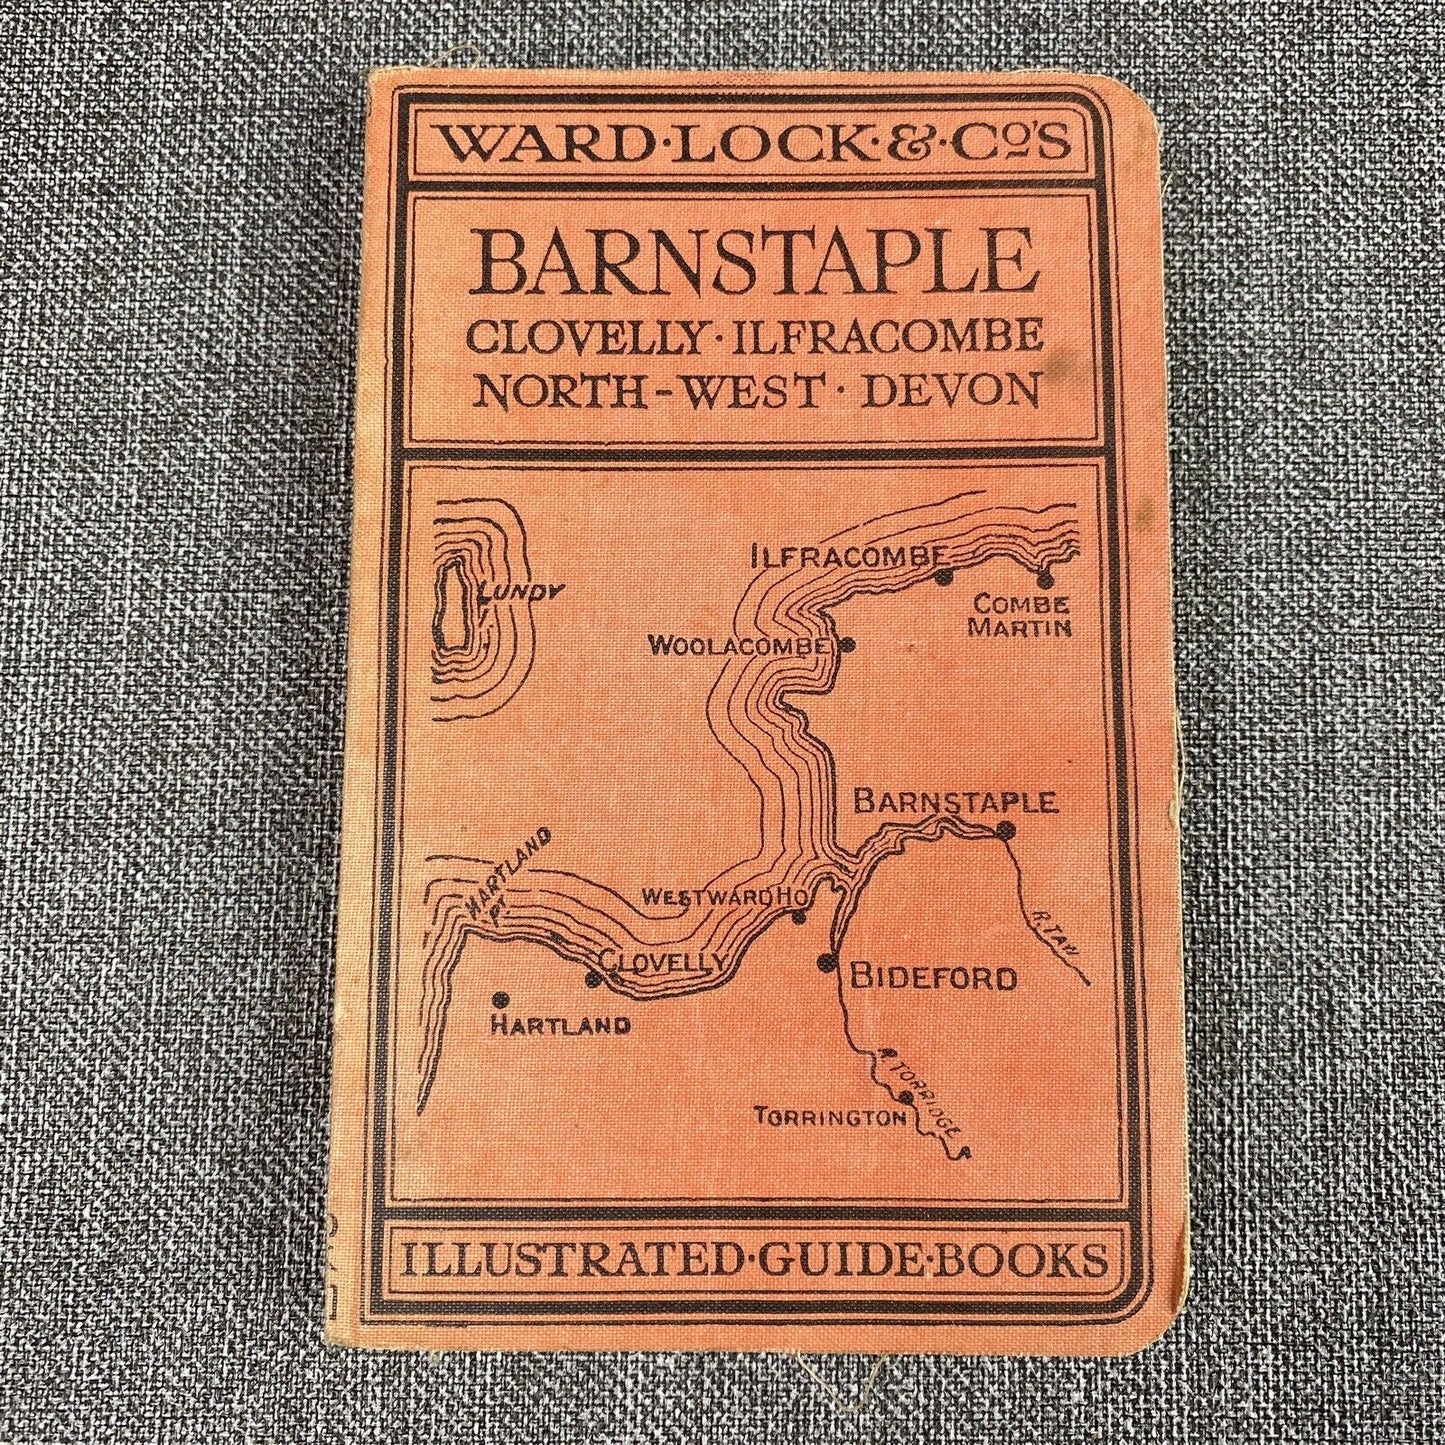 WARD·LOCK·&·Co's
BARNSTAPLE
CLOVELLY·ILFRACOMBE
NORTH-WEST·DEVON
ILFRACOMBE
LUNDY
COMBE
MARTIN
WOOLACOMBE
BARNSTAPLE
HARTLAND
PT
WESTWARD HO
R. TAW
CLOVELLY
BIDEFORD
HARTLAND
R. TORRIDGE
TORRINGTON
ILLUSTRATED·GUIDE·BOOKS